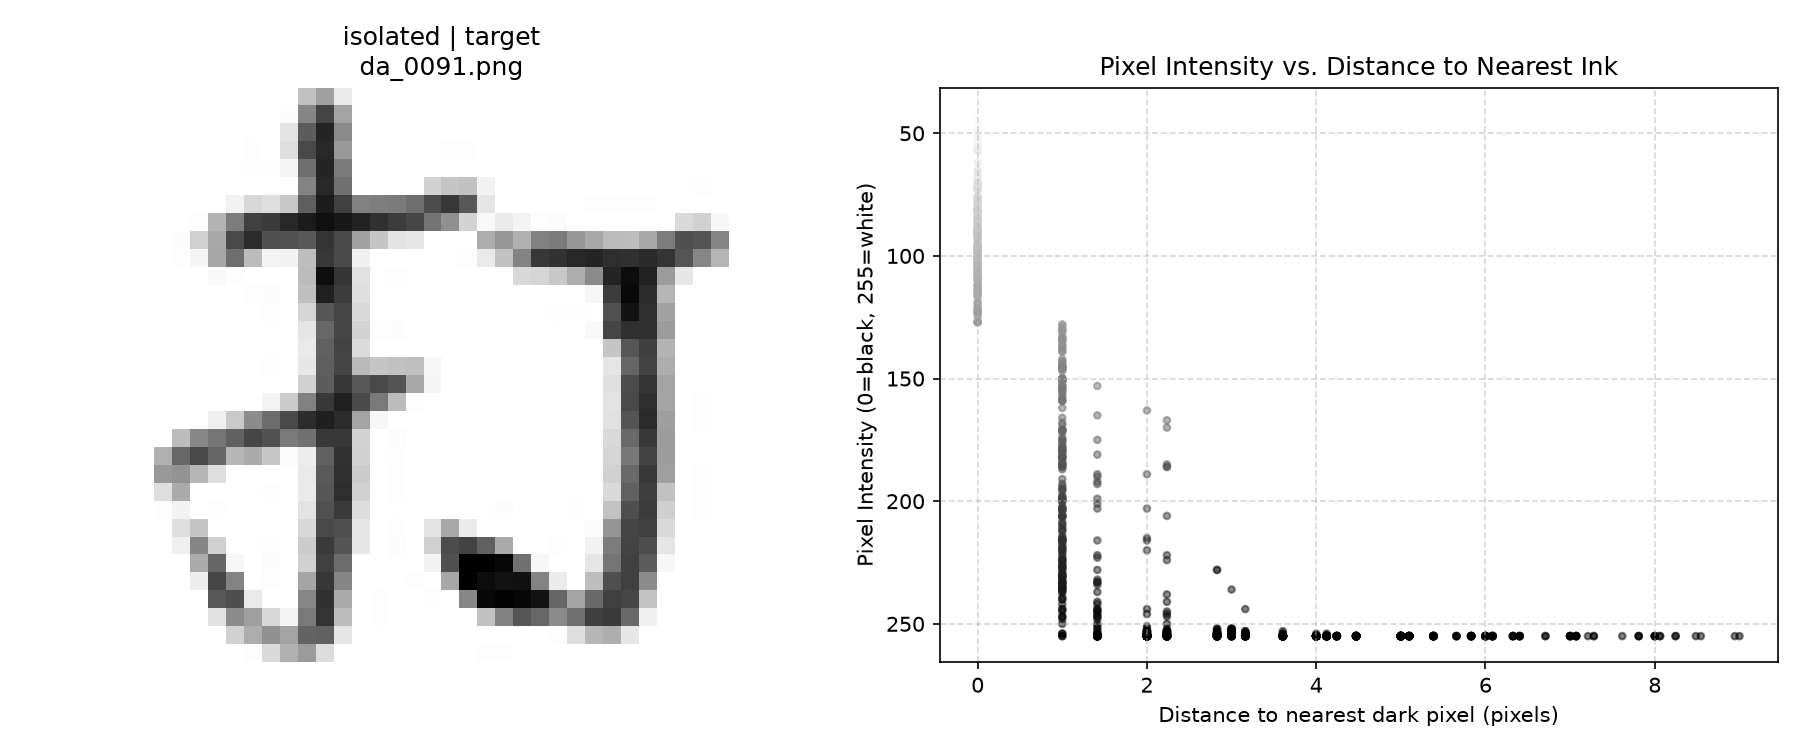 isolated | target
da_0091.png
打
Pixel Intensity vs. Distance to Nearest Ink
Pixel Intensity (0=black, 255=white)
50
100
150
200
250
0 2 4 6 8
Distance to nearest dark pixel (pixels)